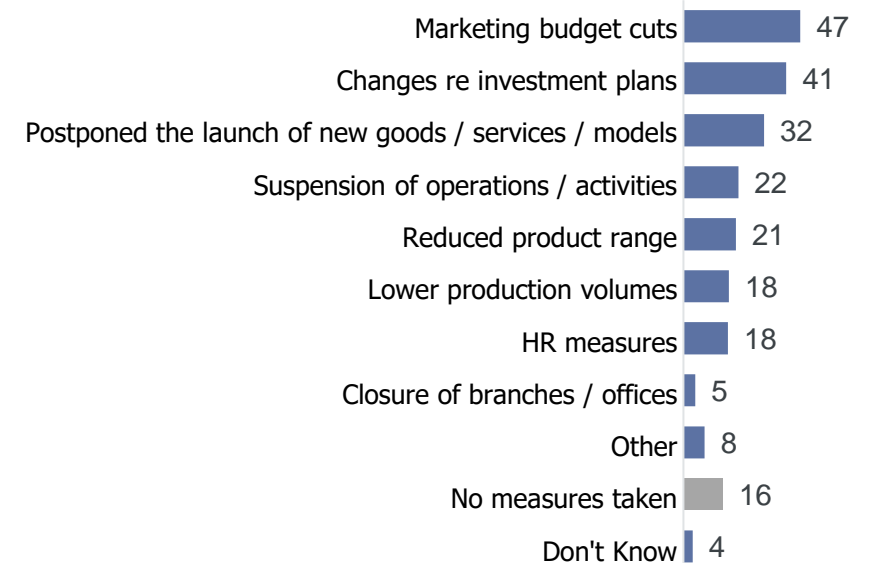 Marketing budget cuts 47
Changes re investment plans 41
Postponed the launch of new goods / services / models 32
Suspension of operations / activities 22
Reduced product range 21
Lower production volumes 18
HR measures 18
Closure of branches / offices 5
Other 8
No measures taken 16
Don't Know 4